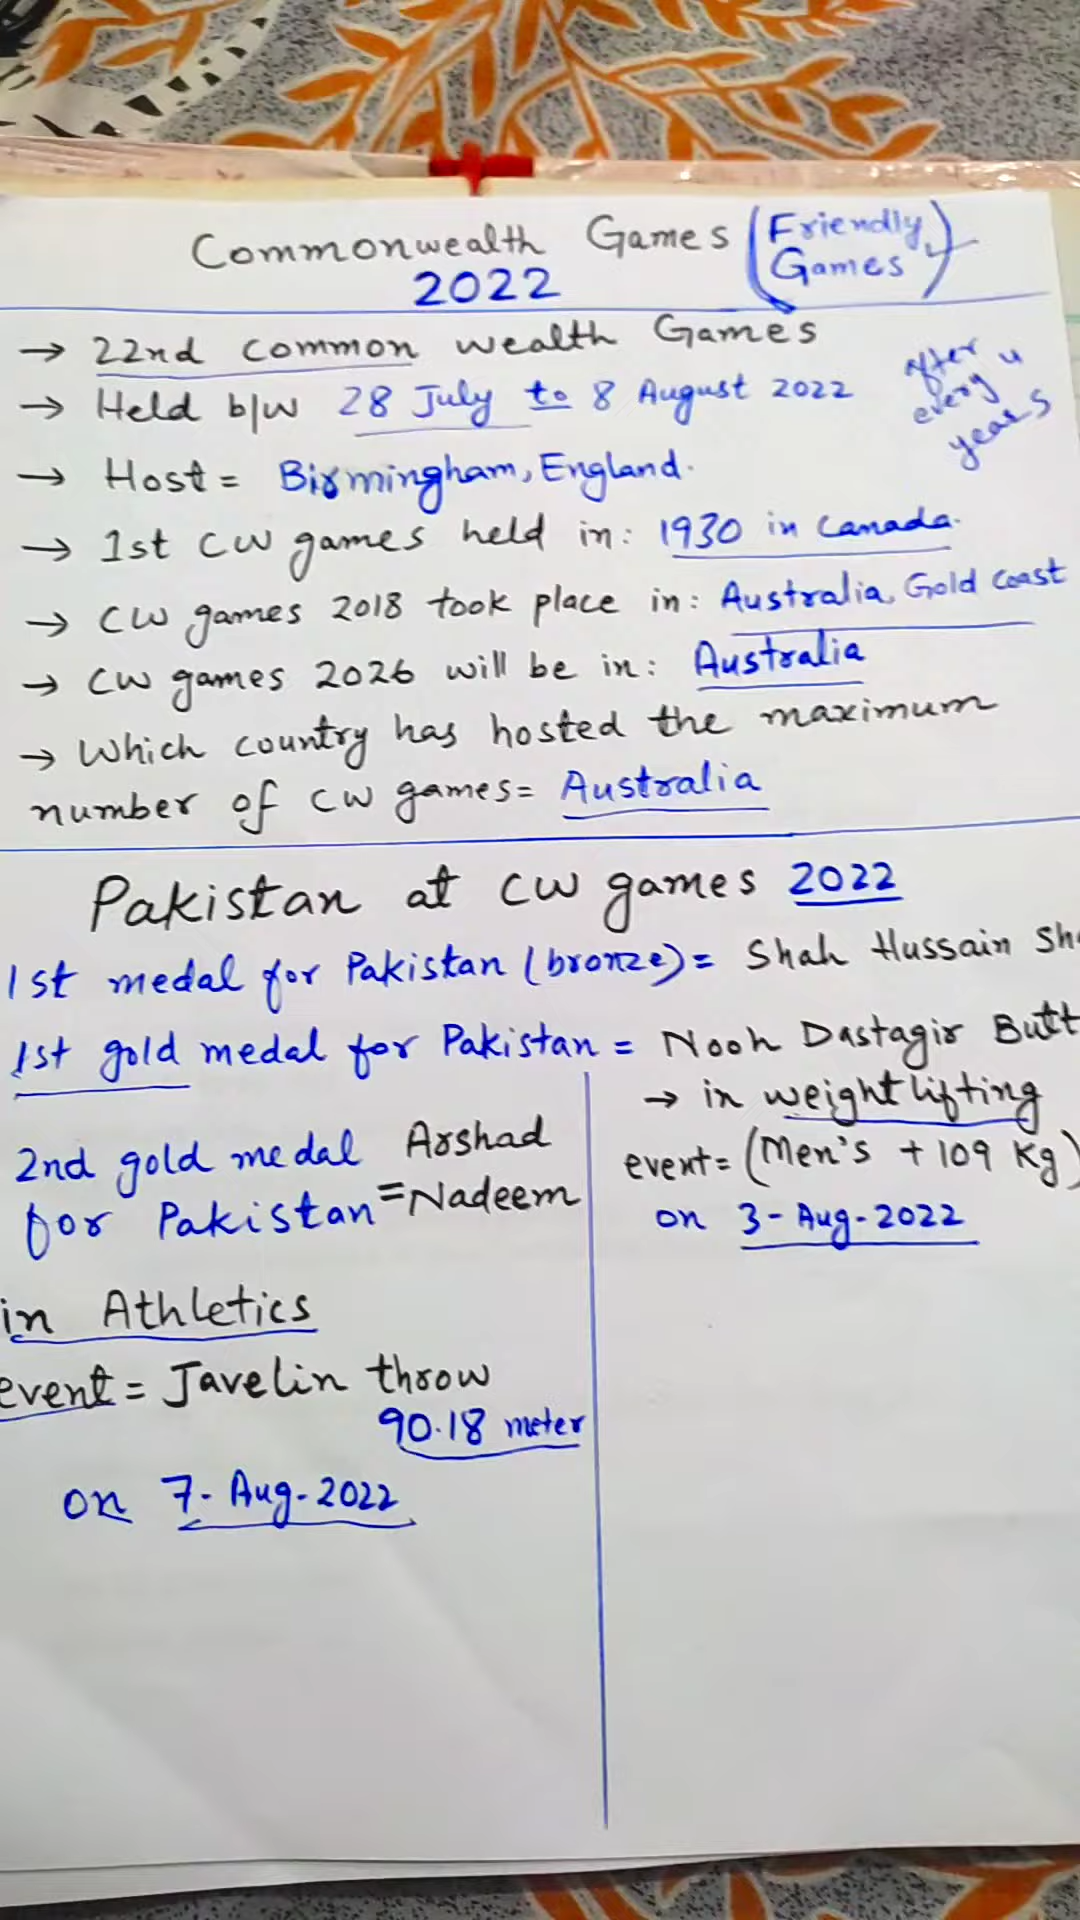 Commonwealth Games (Friendly Games)
2022
→ 22nd common wealth Games
→ Held b/w 28 July to 8 August 2022
after every 4 years
→ Host = Birmingham, England.
→ 1st CW games held in: 1930 in Canada.
→ CW games 2018 took place in: Australia, Gold Coast
→ CW games 2026 will be in: Australia
→ Which country has hosted the maximum
number of CW games = Australia
Pakistan at CW games 2022
1st medal for Pakistan (bronze) = Shah Hussain Sh
1st gold medal for Pakistan = Nooh Dastagir Butt
→ in weightlifting
event = (Men's +109 Kg)
on 3-Aug-2022
2nd gold medal Arshad
for Pakistan = Nadeem
in Athletics
event = Javelin throw
90.18 meter
on 7-Aug-2022